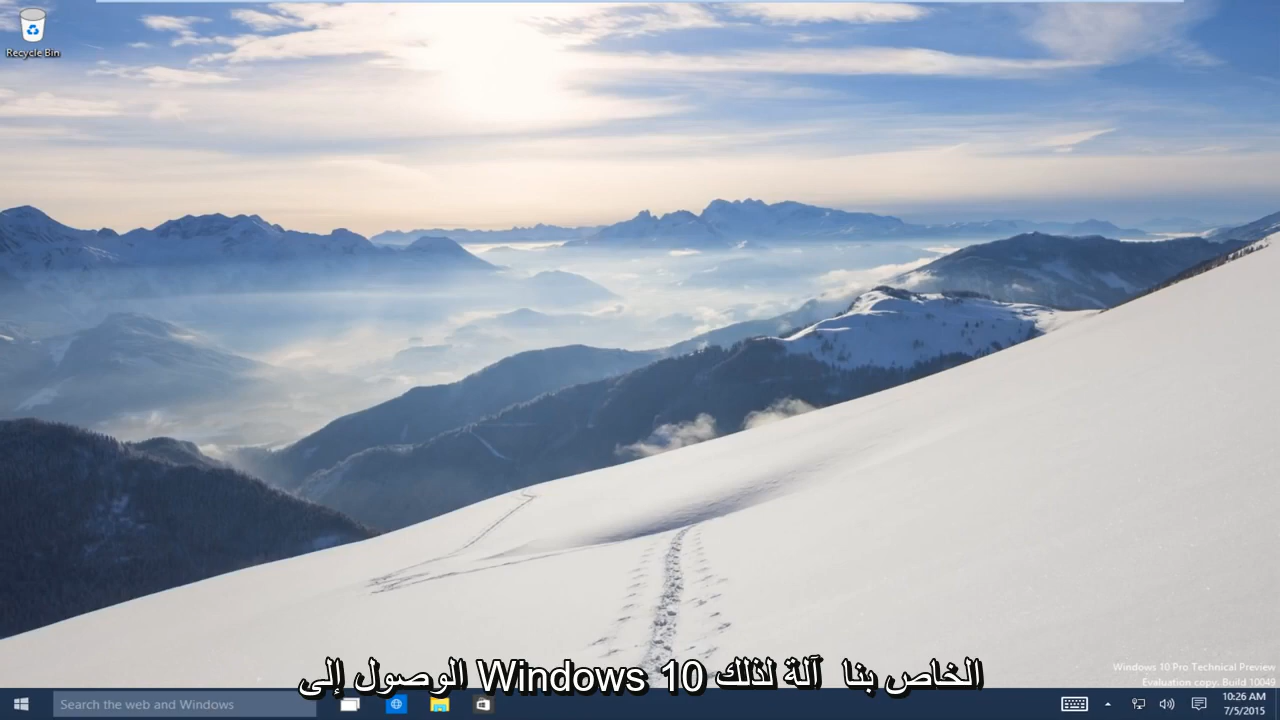 Recycle Bin
Windows 10 Pro Technical Preview
Evaluation copy. Build 10049
الوصول إلى Windows 10 الخاص بنا آلة لذلك
Search the web and Windows
10:26 AM
7/5/2015